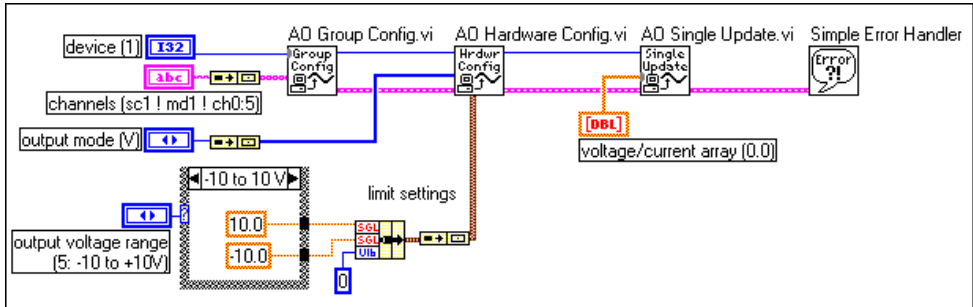 AO Group Config.vi
AO Hardware Config.vi
AO Single Update.vi
Simple Error Handler
device (1)
I32
Group
Config
Hrdwr
Config
Single
Update
Error
?!
abc
channels (sc1 ! md1 ! ch0:5)
[DBL]
output mode (V)
voltage/current array (0.0)
-10 to 10 V
limit settings
?
10.0
-10.0
SGL
SGL
U16
output voltage range
(5: -10 to +10V)
0